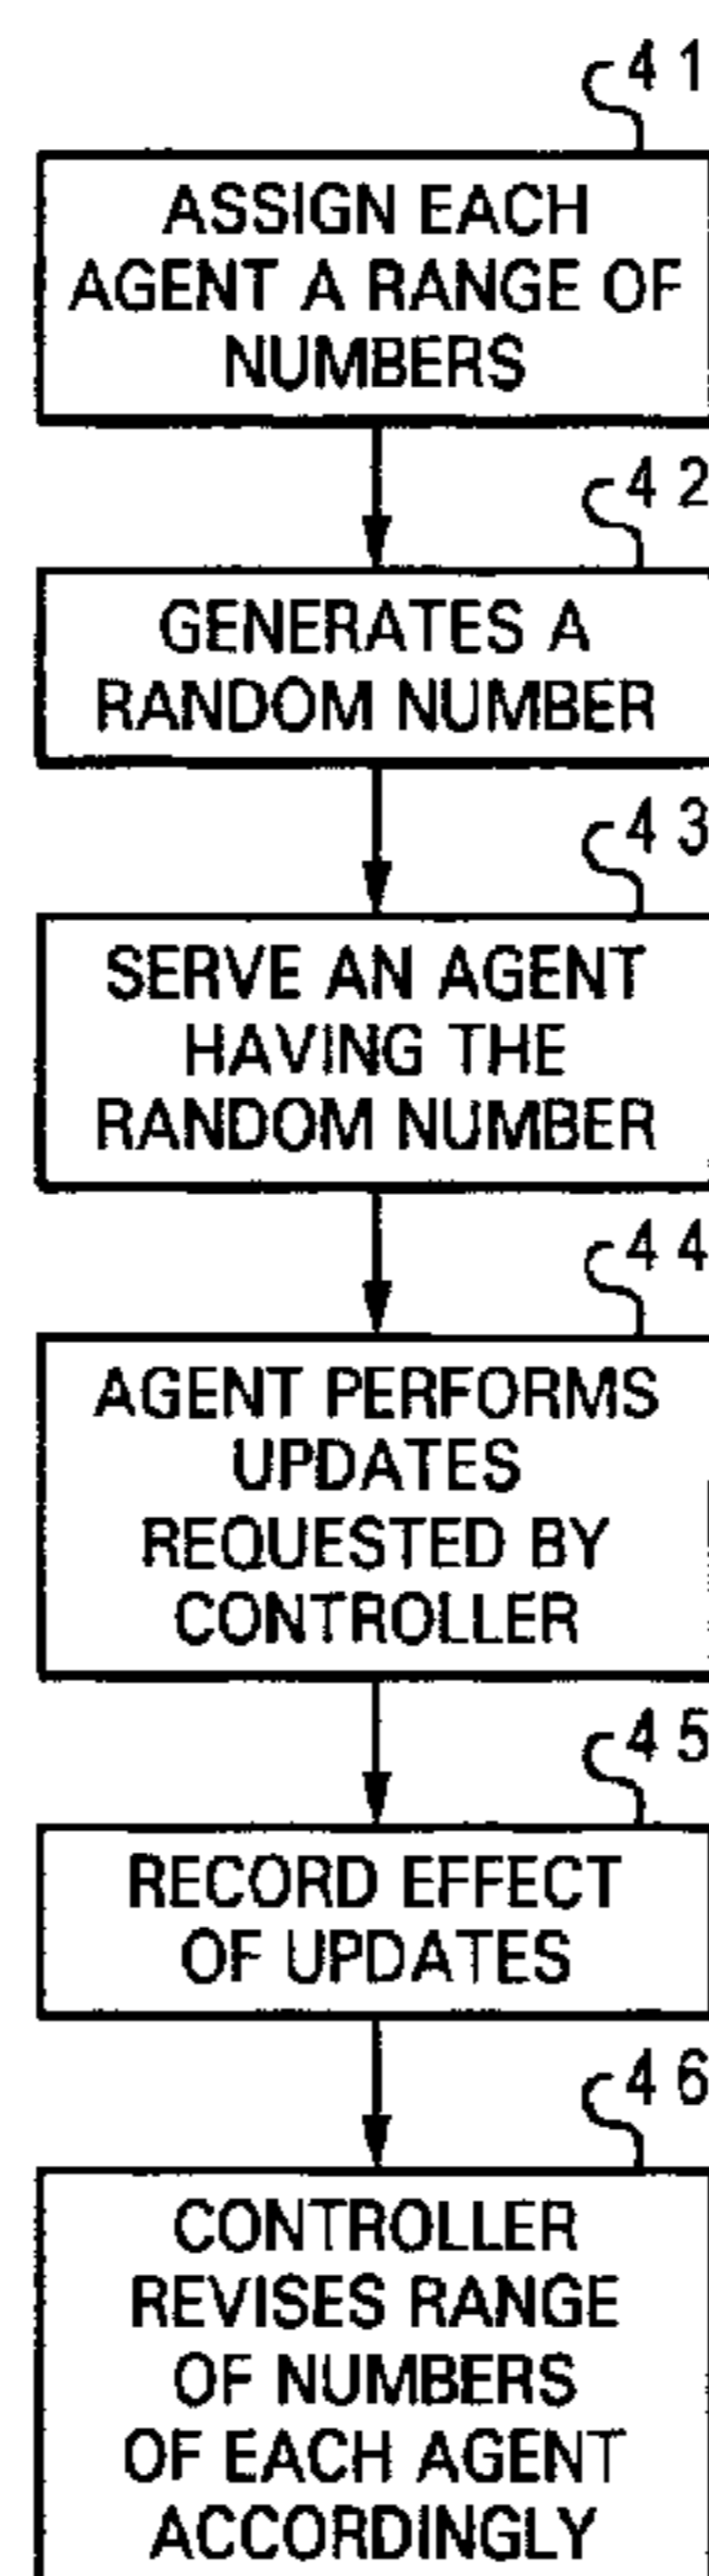 41
ASSIGN EACH
AGENT A RANGE OF
NUMBERS
42
GENERATES A
RANDOM NUMBER
43
SERVE AN AGENT
HAVING THE
RANDOM NUMBER
44
AGENT PERFORMS
UPDATES
REQUESTED BY
CONTROLLER
45
RECORD EFFECT
OF UPDATES
46
CONTROLLER
REVISES RANGE
OF NUMBERS
OF EACH AGENT
ACCORDINGLY